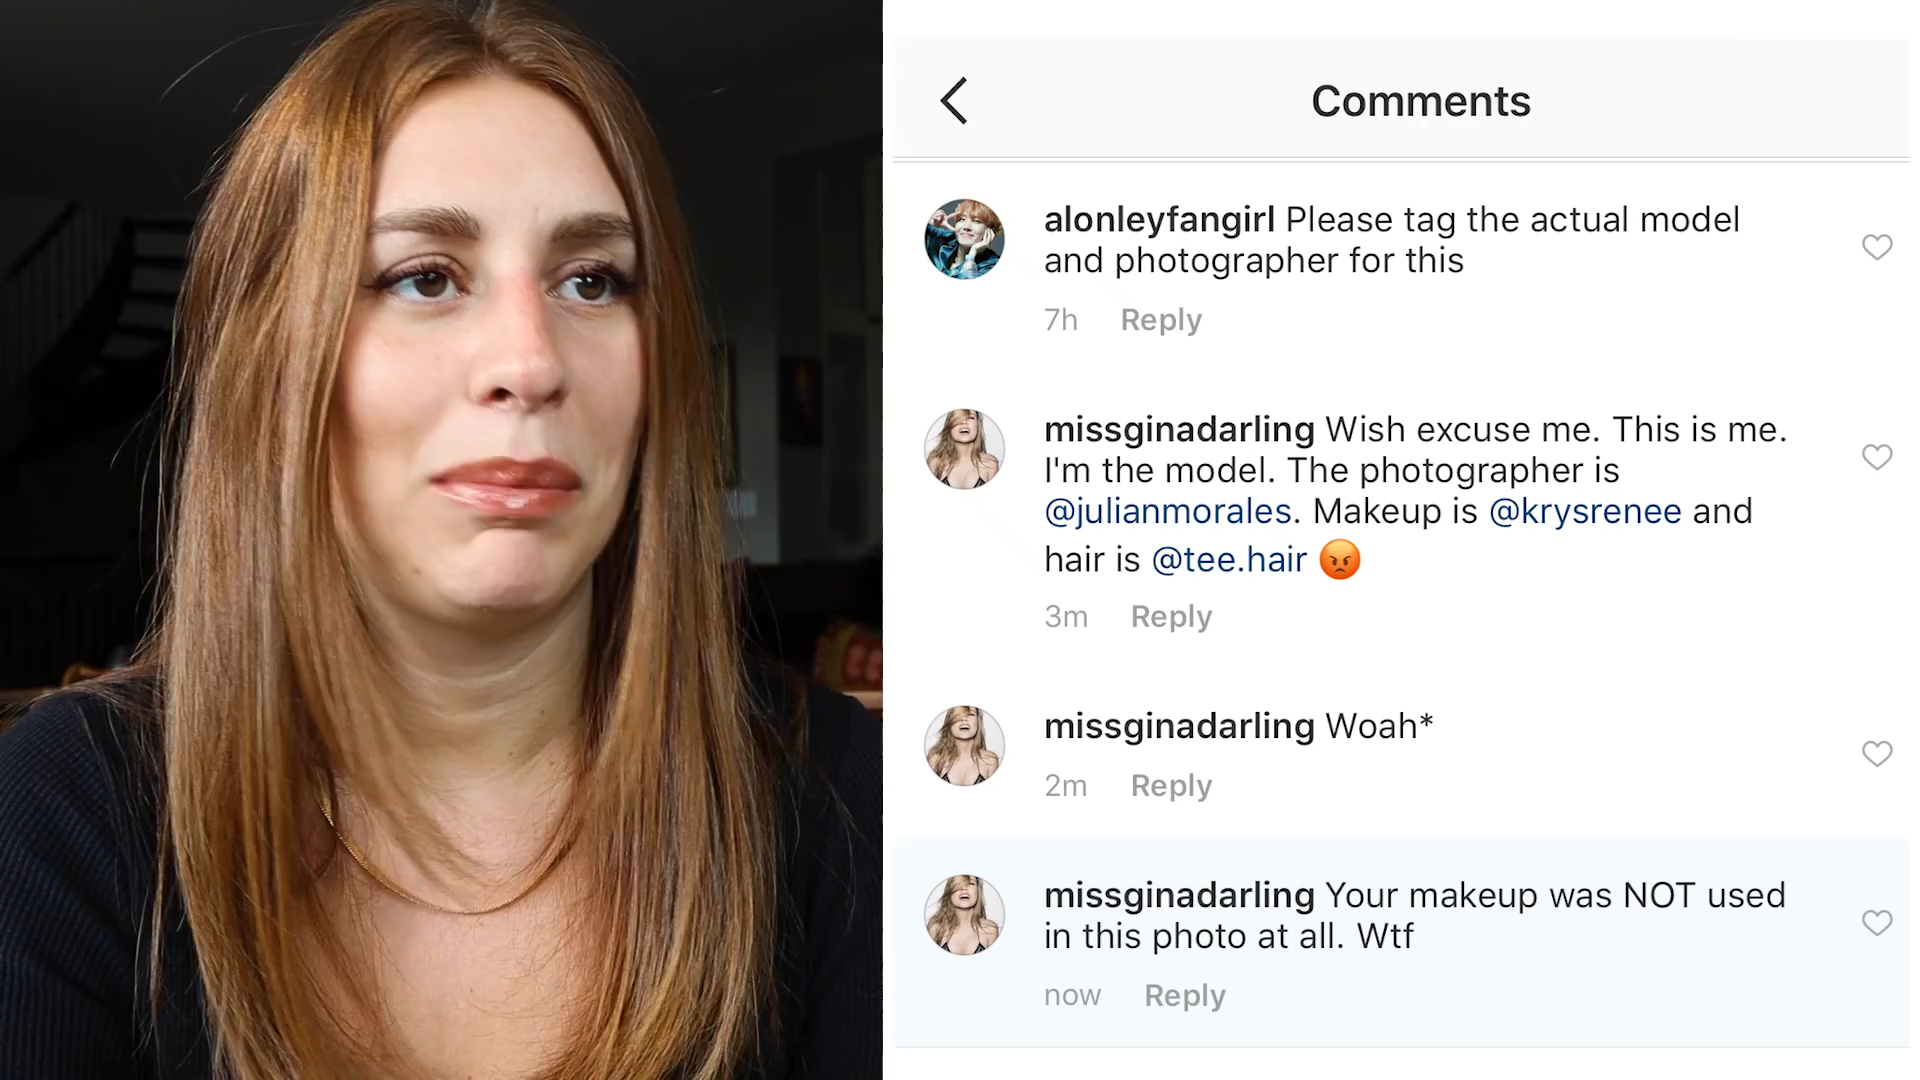 Comments
alonleyfangirl Please tag the actual model
and photographer for this
7h Reply
missginadarling Wish excuse me. This is me.
I'm the model. The photographer is
@julianmorales. Makeup is @krysrenee and
hair is @tee.hair 😡
3m Reply
missginadarling Woah*
2m Reply
missginadarling Your makeup was NOT used
in this photo at all. Wtf
now Reply